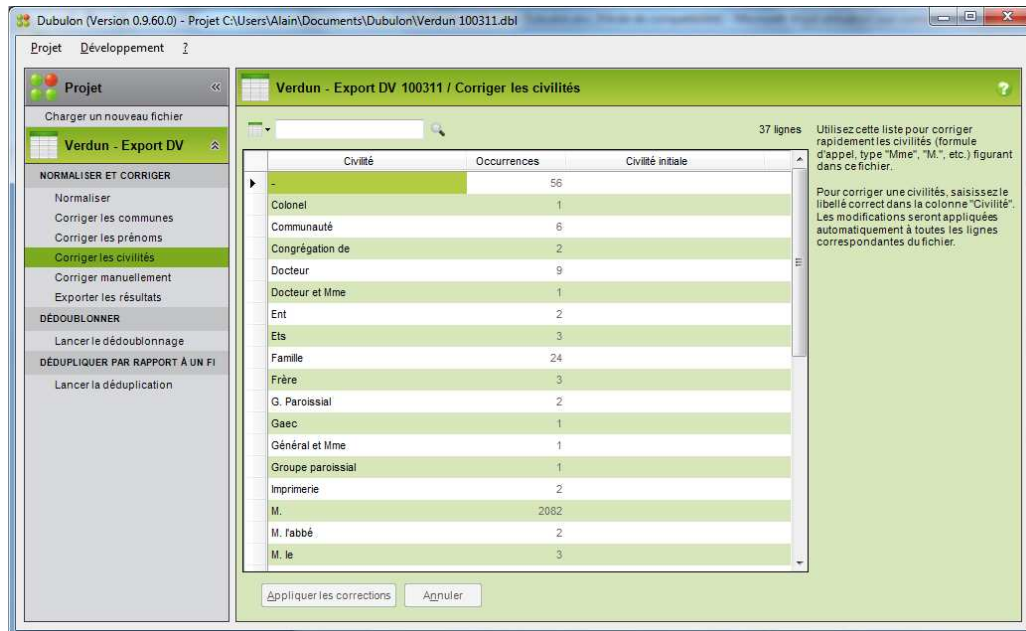 Dubulon (Version 0.9.60.0) - Projet C:\Users\Alain\Documents\Dubulon\Verdun 100311.dbl
Projet Développement ?
Projet
Charger un nouveau fichier
Verdun - Export DV
NORMALISER ET CORRIGER
Normaliser
Corriger les communes
Corriger les prénoms
Corriger les civilités
Corriger manuellement
Exporter les résultats
DÉDOUBLONNER
Lancer le dédoublonnage
DÉDUPLIQUER PAR RAPPORT À UN FI
Lancer la déduplication
Verdun - Export DV 100311 / Corriger les civilités
37 lignes
Civilité Occurrences Civilité initiale
- 56
Colonel 1
Communauté 6
Congrégation de 2
Docteur 9
Docteur et Mme 1
Ent 2
Ets 3
Famille 24
Frère 3
G. Paroissial 2
Gaec 1
Général et Mme 1
Groupe paroissial 1
Imprimerie 2
M. 2082
M. l'abbé 2
M. le 3
Appliquer les corrections Annuler
Utilisez cette liste pour corriger
rapidement les civilités (formule
d'appel, type "Mme", "M.", etc.) figurant
dans ce fichier.
Pour corriger une civilités, saisissez le
libellé correct dans la colonne "Civilité".
Les modifications seront appliquées
automatiquement à toutes les lignes
correspondantes du fichier.